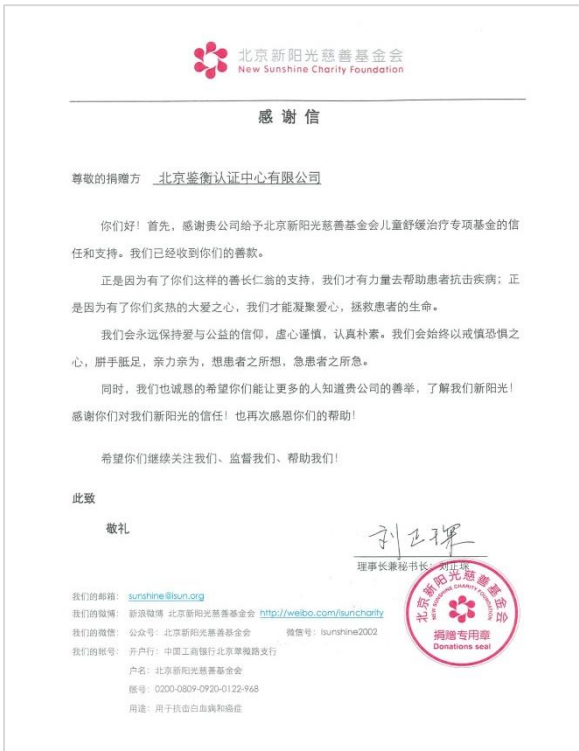 北京新阳光慈善基金会
New Sunshine Charity Foundation
感谢信
尊敬的捐赠方 北京鉴衡认证中心有限公司
你们好！首先，感谢贵公司给予北京新阳光慈善基金会儿童舒缓治疗专项基金的信
任和支持。我们已经收到你们的善款。
正是因为有了你们这样的善长仁翁的支持，我们才有力量去帮助患者抗击疾病；正
是因为有了你们炙热的大爱之心，我们才能凝聚爱心，拯救患者的生命。
我们会永远保持爱与公益的信仰，虚心谨慎，认真朴素。我们会始终以戒慎恐惧之
心，胼手胝足，亲力亲为，想患者之所想，急患者之所急。
同时，我们也诚恳的希望你们能让更多的人知道贵公司的善举，了解我们新阳光！
感谢你们对我们新阳光的信任！也再次感恩你们的帮助！
希望你们继续关注我们、监督我们、帮助我们！
此致
敬礼
刘正琛
理事长兼秘书长：刘正琛
我们的邮箱： sunshine@isun.org
我们的微博： 新浪微博 北京新阳光慈善基金会 http://weibo.com/isuncharity
我们的微信： 公众号：北京新阳光慈善基金会 微信号：isunshine2002
我们的帐号： 开户行：中国工商银行北京翠微路支行
户名：北京新阳光慈善基金会
账号：0200-0809-0920-0122-968
用途：用于抗击白血病和癌症
北京新阳光慈善基金会
NEW SUNSHINE CHARITY FOUNDATION
捐赠专用章
Donations seal